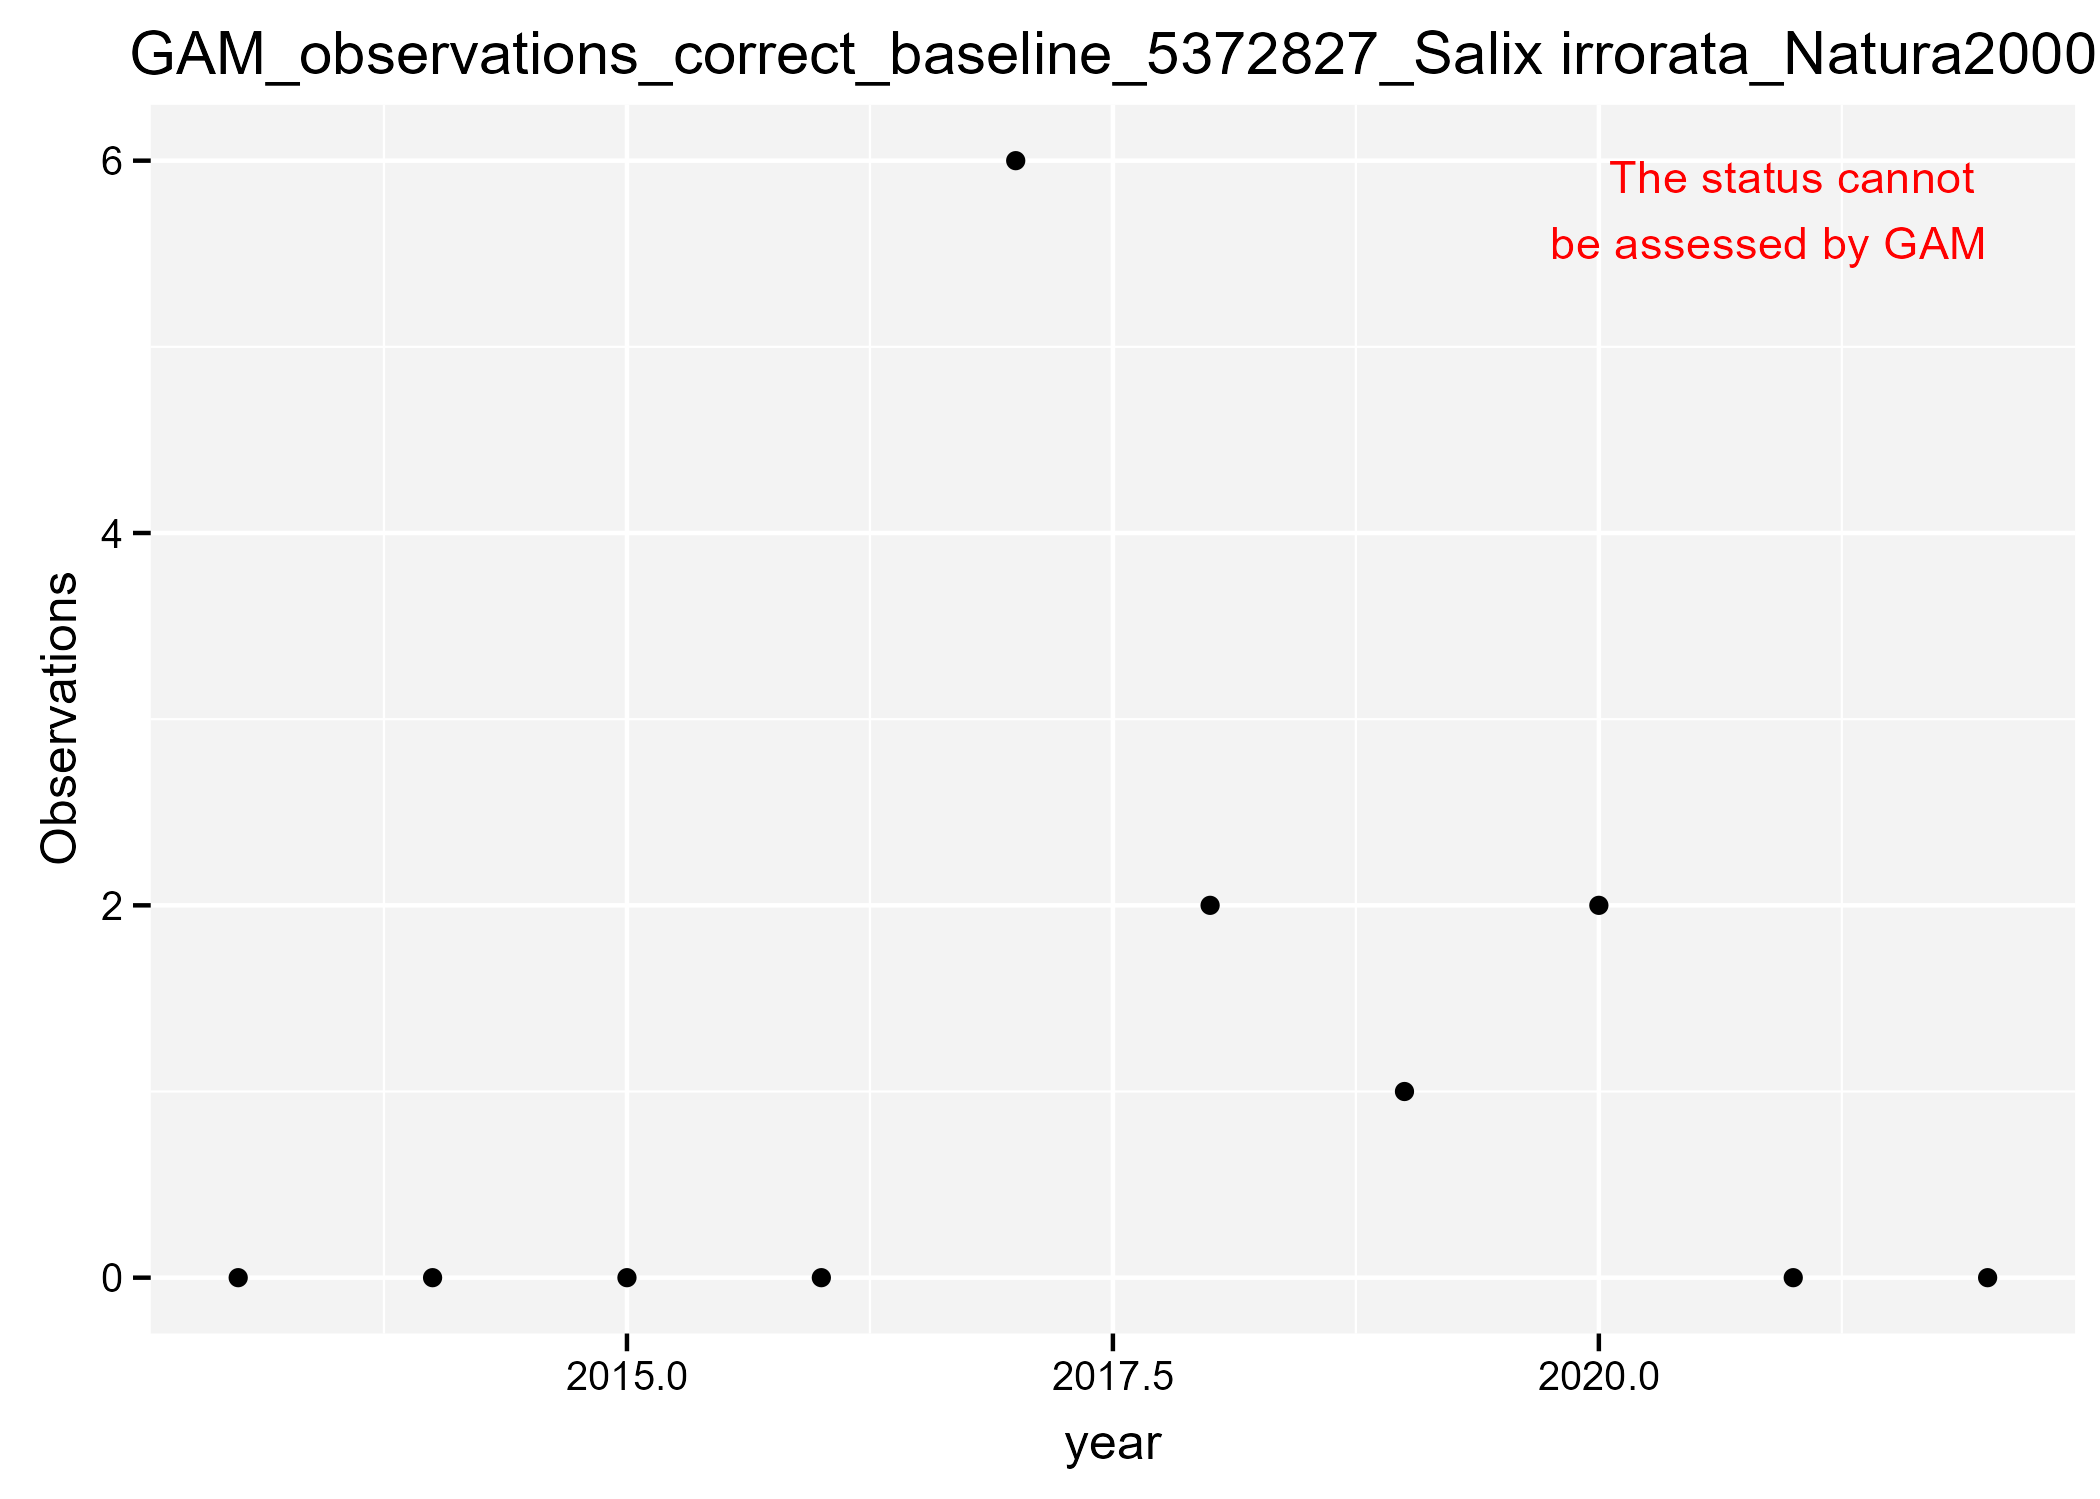 GAM_observations_correct_baseline_5372827_Salix irrorata_Natura2000
The status cannot
be assessed by GAM
Observations
6
4
2
0
2015.0
2017.5
2020.0
year